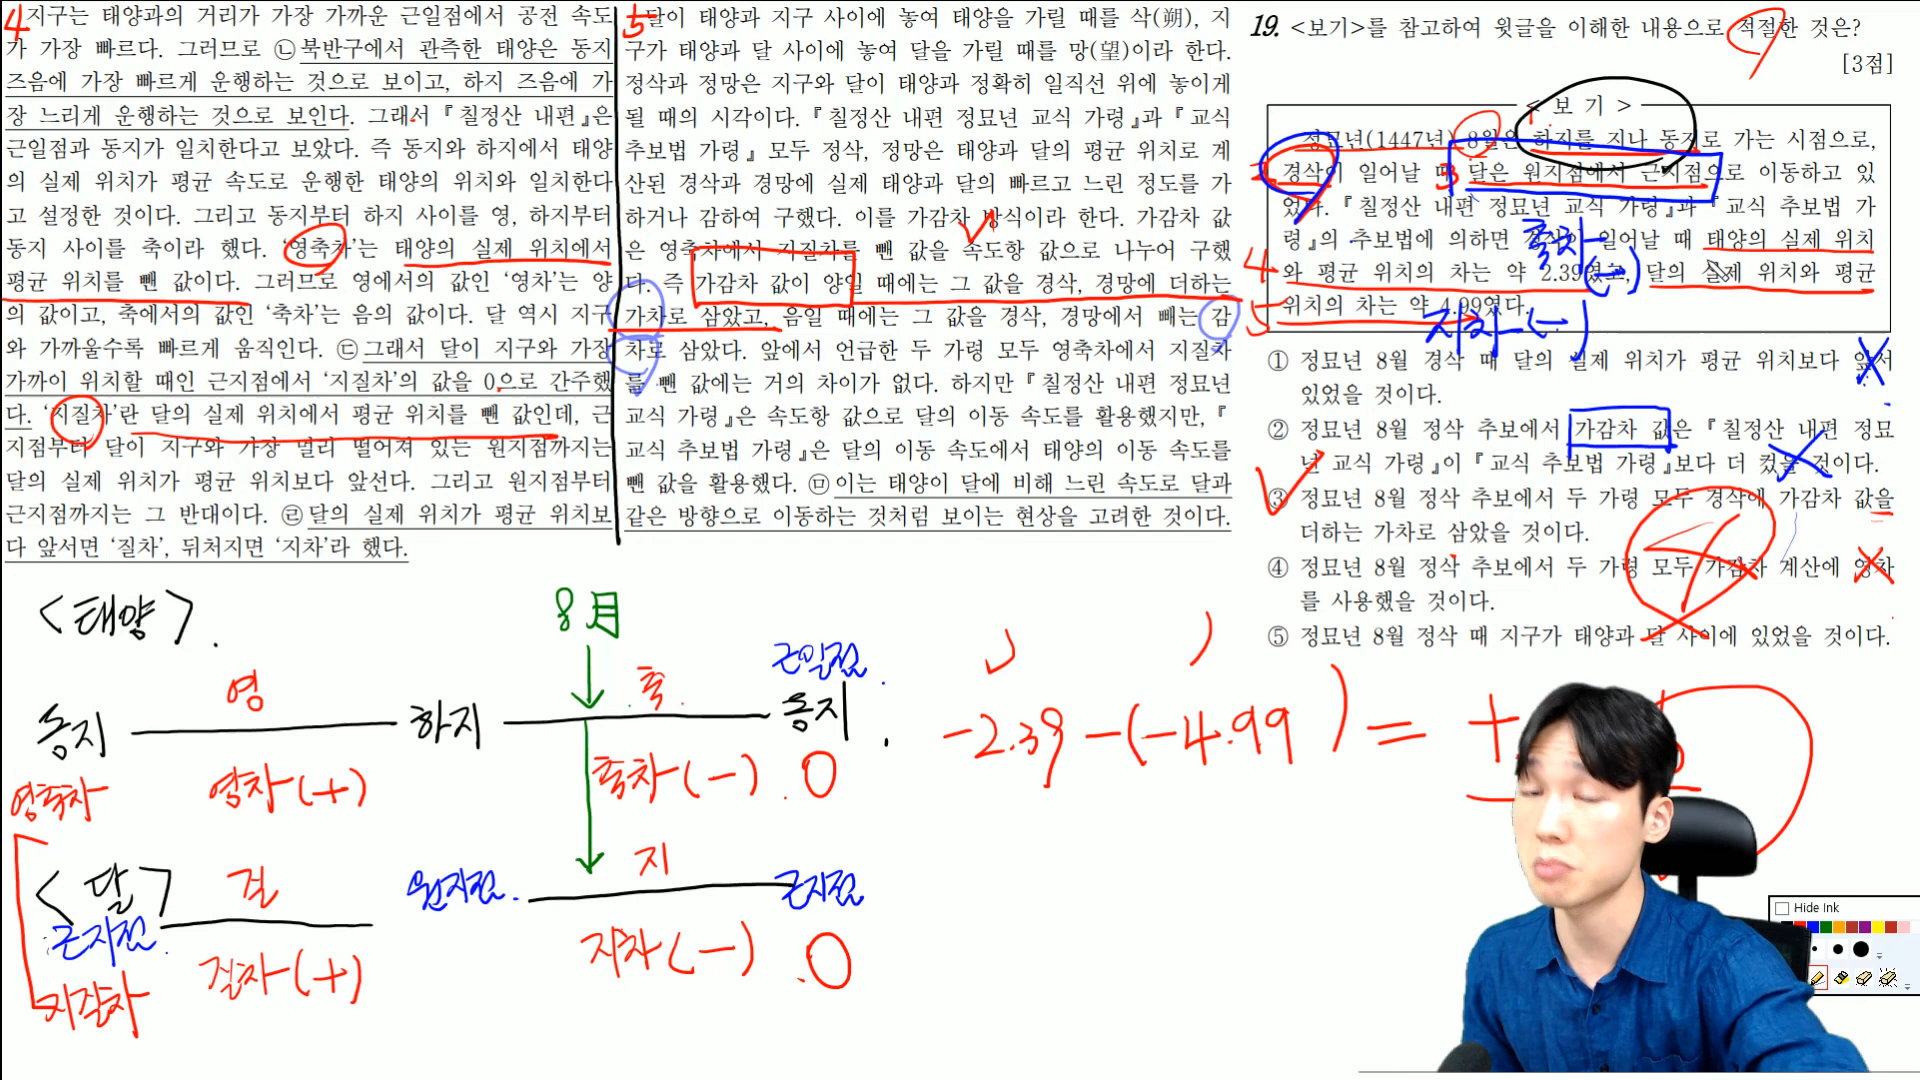 4 지구는 태양과의 거리가 가장 가까운 근일점에서 공전 속도
가 가장 빠르다. 그러므로 ㉡북반구에서 관측한 태양은 동지
즈음에 가장 빠르게 운행하는 것으로 보이고, 하지 즈음에 가
장 느리게 운행하는 것으로 보인다. 그래서 『칠정산 내편』은
근일점과 동지가 일치한다고 보았다. 즉 동지와 하지에서 태양
의 실제 위치가 평균 속도로 운행한 태양의 위치와 일치한다
고 설정한 것이다. 그리고 동지부터 하지 사이를 영, 하지부터
동지 사이를 축이라 했다. ‘영축차’는 태양의 실제 위치에서
평균 위치를 뺀 값이다. 그러므로 영에서의 값인 ‘영차’는 양
의 값이고, 축에서의 값인 ‘축차’는 음의 값이다. 달 역시 지구
와 가까울수록 빠르게 움직인다. ㉢그래서 달이 지구와 가장
가까이 위치할 때인 근지점에서 ‘지질차’의 값을 0으로 간주했
다. ‘지질차’란 달의 실제 위치에서 평균 위치를 뺀 값인데, 근
지점부터 달이 지구와 가장 멀리 떨어져 있는 원지점까지는
달의 실제 위치가 평균 위치보다 앞선다. 그리고 원지점부터
근지점까지는 그 반대이다. ㉣달의 실제 위치가 평균 위치보
다 앞서면 ‘질차’, 뒤처지면 ‘지차’라 했다.
5 달이 태양과 지구 사이에 놓여 태양을 가릴 때를 삭(朔), 지
구가 태양과 달 사이에 놓여 달을 가릴 때를 망(望)이라 한다.
정삭과 정망은 지구와 달이 태양과 정확히 일직선 위에 놓이게
될 때의 시각이다. 『칠정산 내편 정묘년 교식 가령』과 『교식
추보법 가령』 모두 정삭, 정망은 태양과 달의 평균 위치로 계
산된 경삭과 경망에 실제 태양과 달의 빠르고 느린 정도를 가
하거나 감하여 구했다. 이를 가감차 방식이라 한다. 가감차 값
은 영축차에서 지질차를 뺀 값을 속도항 값으로 나누어 구했
다. 즉 가감차 값이 양일 때에는 그 값을 경삭, 경망에 더하는
가차로 삼았고, 음일 때에는 그 값을 경삭, 경망에서 빼는 감
차로 삼았다. 앞에서 언급한 두 가령 모두 영축차에서 지질차
를 뺀 값에는 거의 차이가 없다. 하지만 『칠정산 내편 정묘년
교식 가령』은 속도항 값으로 달의 이동 속도를 활용했지만, 『
교식 추보법 가령』은 달의 이동 속도에서 태양의 이동 속도를
뺀 값을 활용했다. ㉤이는 태양이 달에 비해 느린 속도로 달과
같은 방향으로 이동하는 것처럼 보이는 현상을 고려한 것이다.
19. <보기>를 참고하여 윗글을 이해한 내용으로 적절한 것은?
[3점]
< 보 기 >
정묘년(1447년) 8월은 하지를 지나 동지로 가는 시점으로,
경삭이 일어날 때 달은 원지점에서 근지점으로 이동하고 있
었다. 『칠정산 내편 정묘년 교식 가령』과 『교식 추보법 가
령』의 추보법에 의하면 경삭이 일어날 때 태양의 실제 위치
와 평균 위치의 차는 약 2.39였고, 달의 실제 위치와 평균
위치의 차는 약 4.99였다.
3
4
5
축차
(-)
지차-(-)
① 정묘년 8월 경삭 때 달의 실제 위치가 평균 위치보다 앞서
있었을 것이다.
② 정묘년 8월 정삭 추보에서 가감차 값은 『칠정산 내편 정묘
년 교식 가령』이 『교식 추보법 가령』보다 더 컸을 것이다.
③ 정묘년 8월 정삭 추보에서 두 가령 모두 경삭에 가감차 값을
더하는 가차로 삼았을 것이다.
④ 정묘년 8월 정삭 추보에서 두 가령 모두 가감차 계산에 영차
를 사용했을 것이다.
⑤ 정묘년 8월 정삭 때 지구가 태양과 달 사이에 있었을 것이다.
<태양>
8月
근일점
영
축
동지
하지
동지
영축차
영차(+)
축차(-)
0
-2.39-(-4.99)=
<달>
질
원지점
지
근지점
근지점
지질차
질차(+)
지차(-)
0
Hide Ink